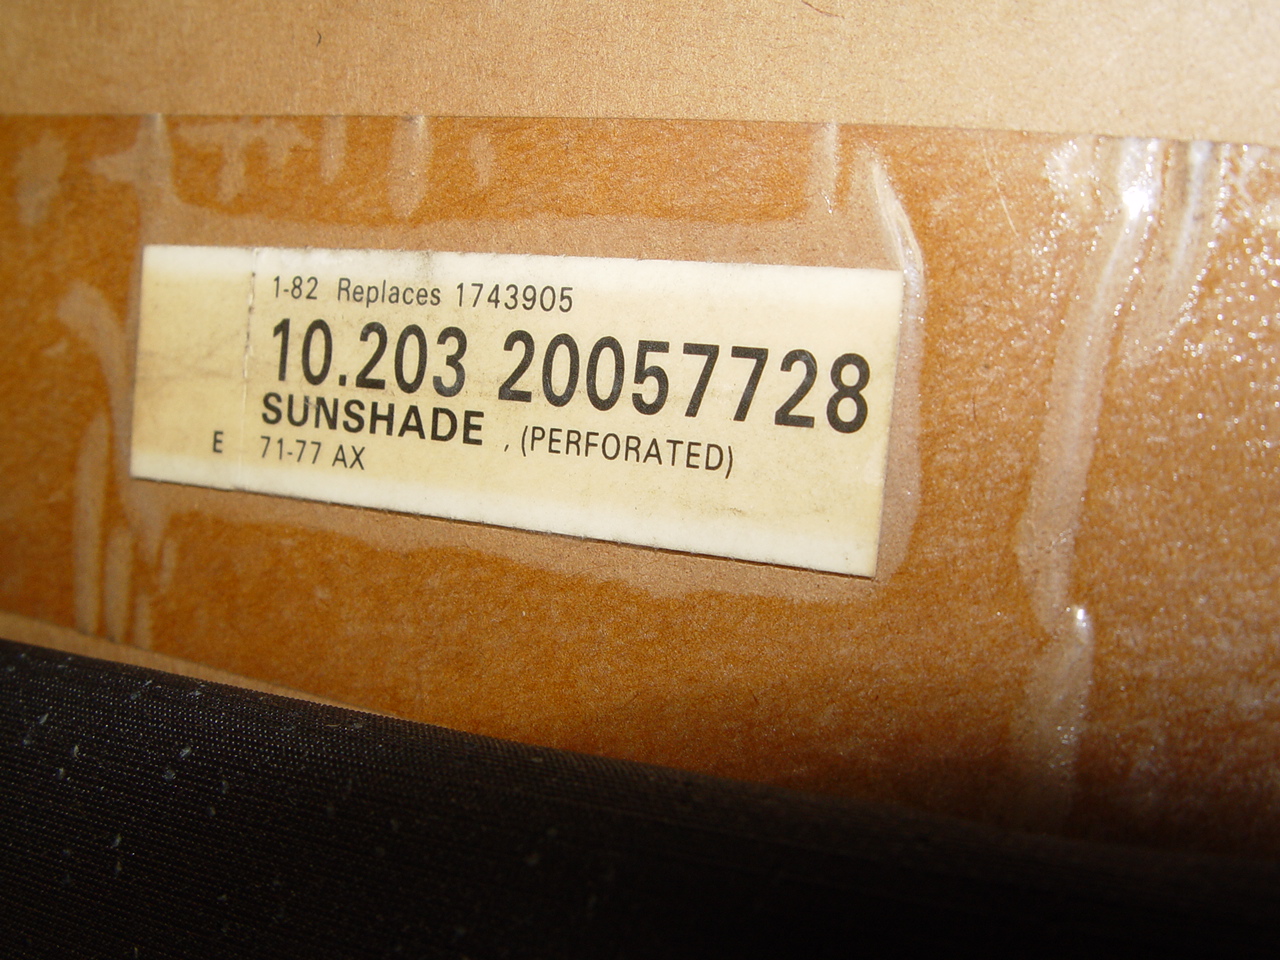 1-82 Replaces 1743905
10.203 20057728
SUNSHADE , (PERFORATED)
E 71-77 AX